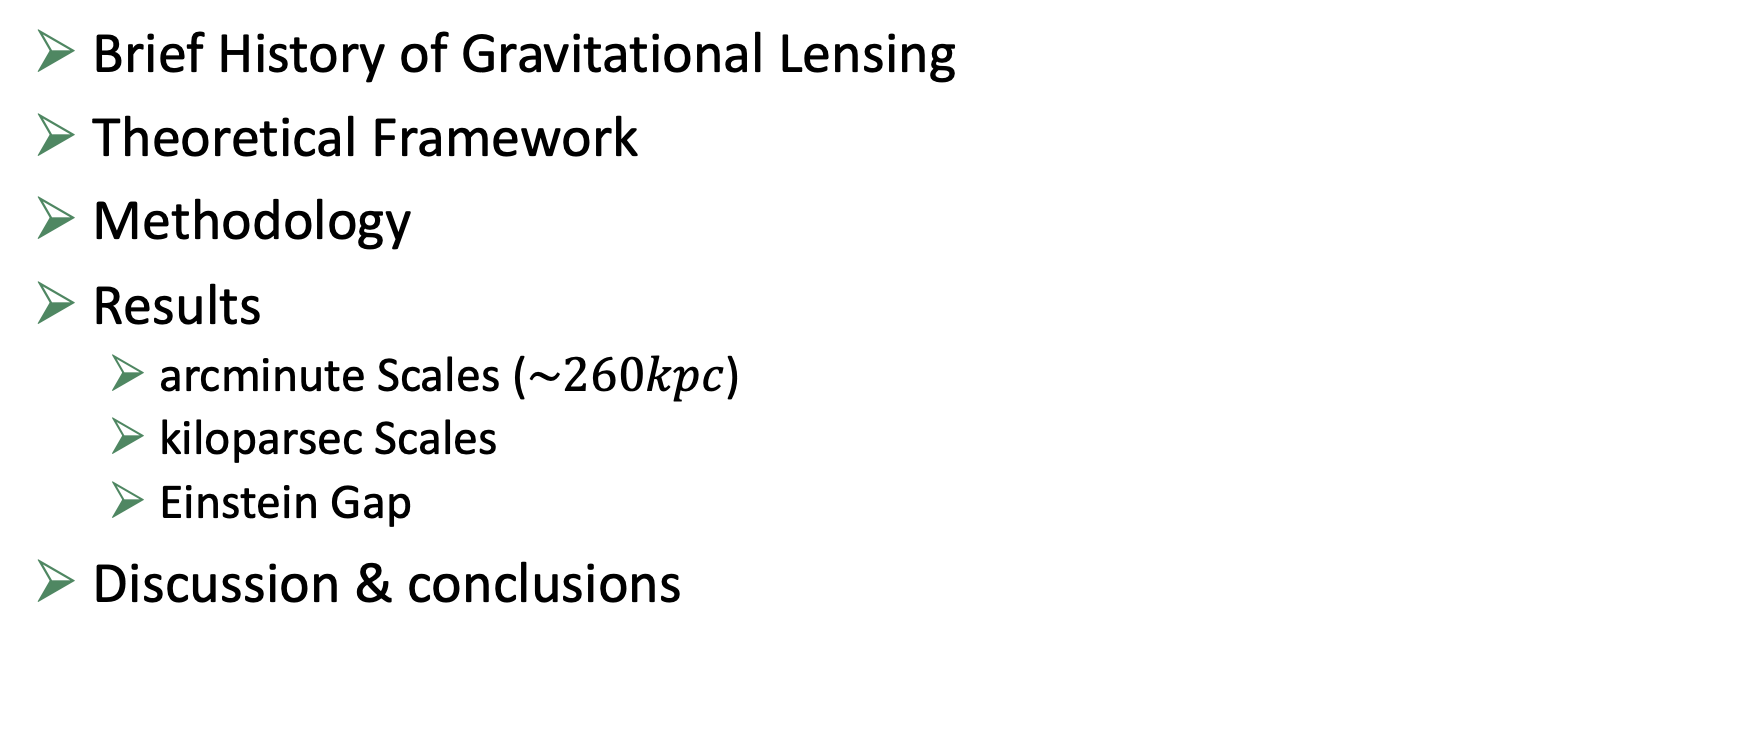 Brief History of Gravitational Lensing
Theoretical Framework
Methodology
Results
arcminute Scales (~260kpc)
kiloparsec Scales
Einstein Gap
Discussion & conclusions